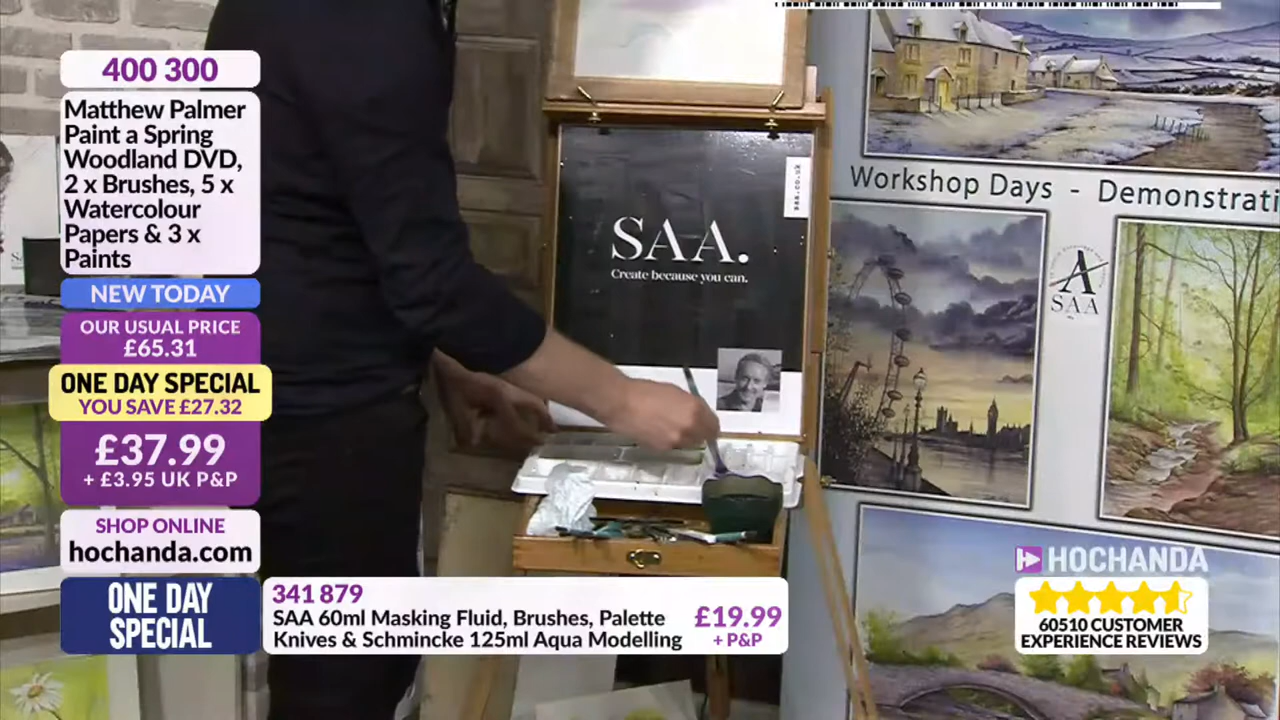 400 300
Matthew Palmer
Paint a Spring
Woodland DVD,
2 x Brushes, 5 x
Watercolour
Papers & 3 x
Paints
NEW TODAY
OUR USUAL PRICE
£65.31
ONE DAY SPECIAL
YOU SAVE £27.32
£37.99
+ £3.95 UK P&P
SHOP ONLINE
hochanda.com
ONE DAY
SPECIAL
341 879
SAA 60ml Masking Fluid, Brushes, Palette
Knives & Schmincke 125ml Aqua Modelling
£19.99
+ P&P
saa.co.uk
SAA.
Create because you can.
Workshop Days - Demonstrati
A
SAA
HOCHANDA
60510 CUSTOMER
EXPERIENCE REVIEWS